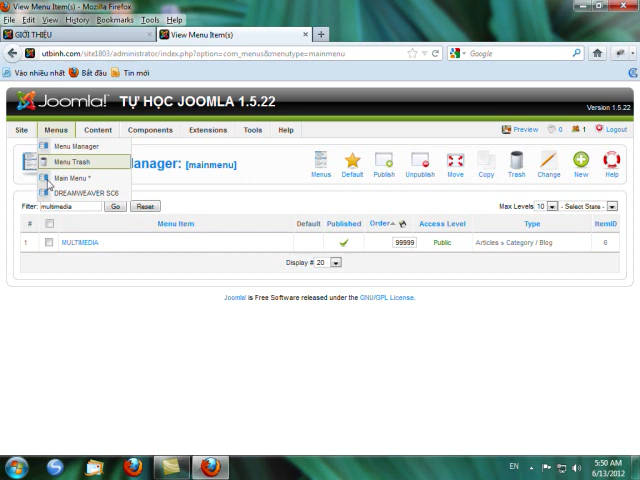 View Menu Item(s) - Mozilla Firefox
File Edit View History Bookmarks Tools Help
GIỚI THIỆU × View Menu Item(s) × +
utbinh.com/site1803/administrator/index.php?option=com_menus&menutype=mainmenu
Google
Vào nhiều nhất Bắt đầu Tin mới
Joomla! TỰ HỌC JOOMLA 1.5.22
Version 1.5.22
Site Menus Content Components Extensions Tools Help
Preview 0 1 Logout
Menu Manager
Menu Trash
Main Menu *
DREAMWEAVER SC6
anager: [mainmenu]
Menus Default Publish Unpublish Move Copy Trash Change New Help
Filter: multimedia Go Reset
Max Levels 10 - Select State -
# Menu Item Default Published Order Access Level Type ItemID
1 MULTIMEDIA 99999 Public Articles » Category / Blog 6
Display # 20
Joomla! is Free Software released under the GNU/GPL License.
EN
5:50 AM
6/13/2012